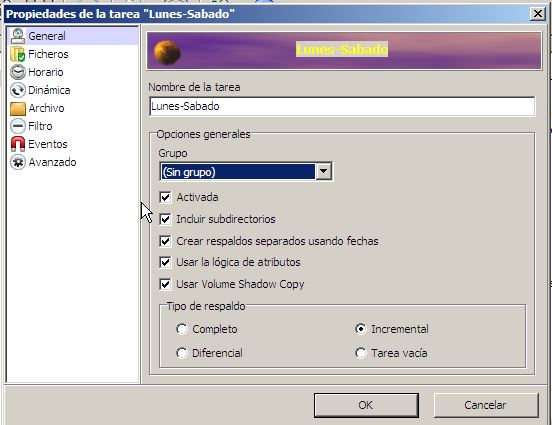 Propiedades de la tarea "Lunes-Sabado"
General
Ficheros
Horario
Dinámica
Archivo
Filtro
Eventos
Avanzado
Lunes-Sabado
Nombre de la tarea
Lunes-Sabado
Opciones generales
Grupo
(Sin grupo)
Activada
Incluir subdirectorios
Crear respaldos separados usando fechas
Usar la lógica de atributos
Usar Volume Shadow Copy
Tipo de respaldo
Completo
Incremental
Diferencial
Tarea vacía
OK
Cancelar